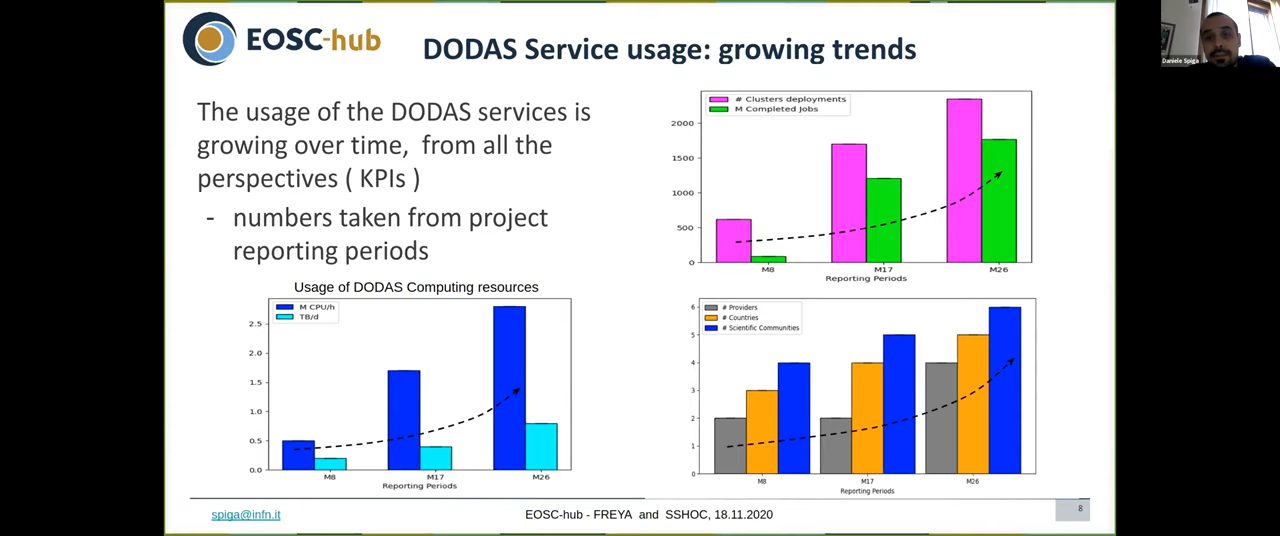 EOSC-hub
DODAS Service usage: growing trends
Daniele Spiga
The usage of the DODAS services is
growing over time, from all the
perspectives ( KPIs )
- numbers taken from project
reporting periods
# Clusters deployments
M Completed Jobs
2000
1500
1000
500
0
M8 M17 M26
Reporting Periods
Usage of DODAS Computing resources
M CPU/h
TB/d
2.5
2.0
1.5
1.0
0.5
0.0
M8 M17 M26
Reporting Periods
# Providers
# Countries
# Scientific Communities
6
5
4
3
2
1
0
M8 M17 M26
Reporting Periods
spiga@infn.it
EOSC-hub - FREYA and SSHOC, 18.11.2020
8